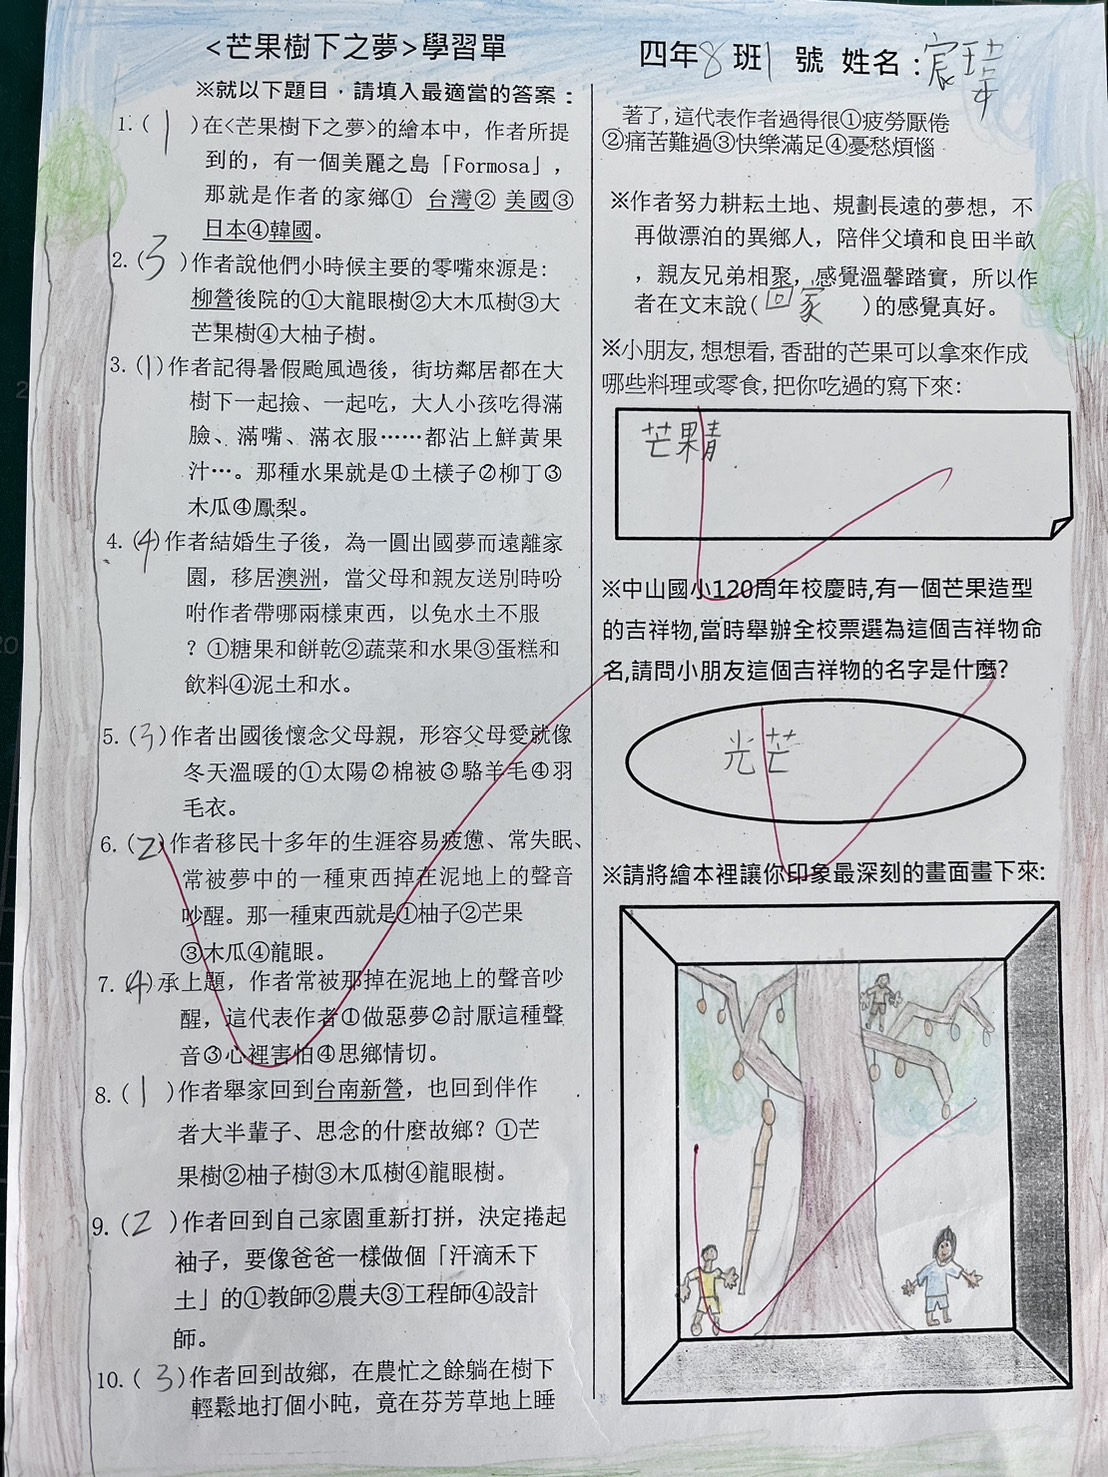 <芒果樹下之夢>學習單
四年8班1號 姓名:宸瑋
※就以下題目，請填入最適當的答案：
1.(1)在<芒果樹下之夢>的繪本中，作者所提
到的，有一個美麗之島「Formosa」，
那就是作者的家鄉① 台灣② 美國③
日本④韓國。
2.(3)作者說他們小時候主要的零嘴來源是:
柳營後院的①大龍眼樹②大木瓜樹③大
芒果樹④大柚子樹。
3.(1)作者記得暑假颱風過後，街坊鄰居都在大
樹下一起撿、一起吃，大人小孩吃得滿
臉、滿嘴、滿衣服……都沾上鮮黃果
汁…。那種水果就是①土檨子②柳丁③
木瓜④鳳梨。
4.(4)作者結婚生子後，為一圓出國夢而遠離家
園，移居澳洲，當父母和親友送別時吩
咐作者帶哪兩樣東西，以免水土不服
？①糖果和餅乾②蔬菜和水果③蛋糕和
飲料④泥土和水。
5.(3)作者出國後懷念父母親，形容父母愛就像
冬天溫暖的①太陽②棉被③駱羊毛④羽
毛衣。
6.(2)作者移民十多年的生涯容易疲憊、常失眠、
常被夢中的一種東西掉在泥地上的聲音
吵醒。那一種東西就是①柚子②芒果
③木瓜④龍眼。
7.(4)承上題，作者常被那掉在泥地上的聲音吵
醒，這代表作者①做惡夢②討厭這種聲
音③心裡害怕④思鄉情切。
8.(1)作者舉家回到台南新營，也回到伴作
者大半輩子、思念的什麼故鄉？①芒
果樹②柚子樹③木瓜樹④龍眼樹。
9.(2)作者回到自己家園重新打拼，決定捲起
袖子，要像爸爸一樣做個「汗滴禾下
土」的①教師②農夫③工程師④設計
師。
10.(3)作者回到故鄉，在農忙之餘躺在樹下
輕鬆地打個小盹，竟在芬芳草地上睡
著了,這代表作者過得很①疲勞厭倦
②痛苦難過③快樂滿足④憂愁煩惱
※作者努力耕耘土地、規劃長遠的夢想，不
再做漂泊的異鄉人，陪伴父墳和良田半畝
，親友兄弟相聚，感覺溫馨踏實，所以作
者在文末說(回家)的感覺真好。
※小朋友,想想看,香甜的芒果可以拿來作成
哪些料理或零食,把你吃過的寫下來:
芒果青
※中山國小120周年校慶時,有一個芒果造型
的吉祥物,當時舉辦全校票選為這個吉祥物命
名,請問小朋友這個吉祥物的名字是什麼?
光芒
※請將繪本裡讓你印象最深刻的畫面畫下來: